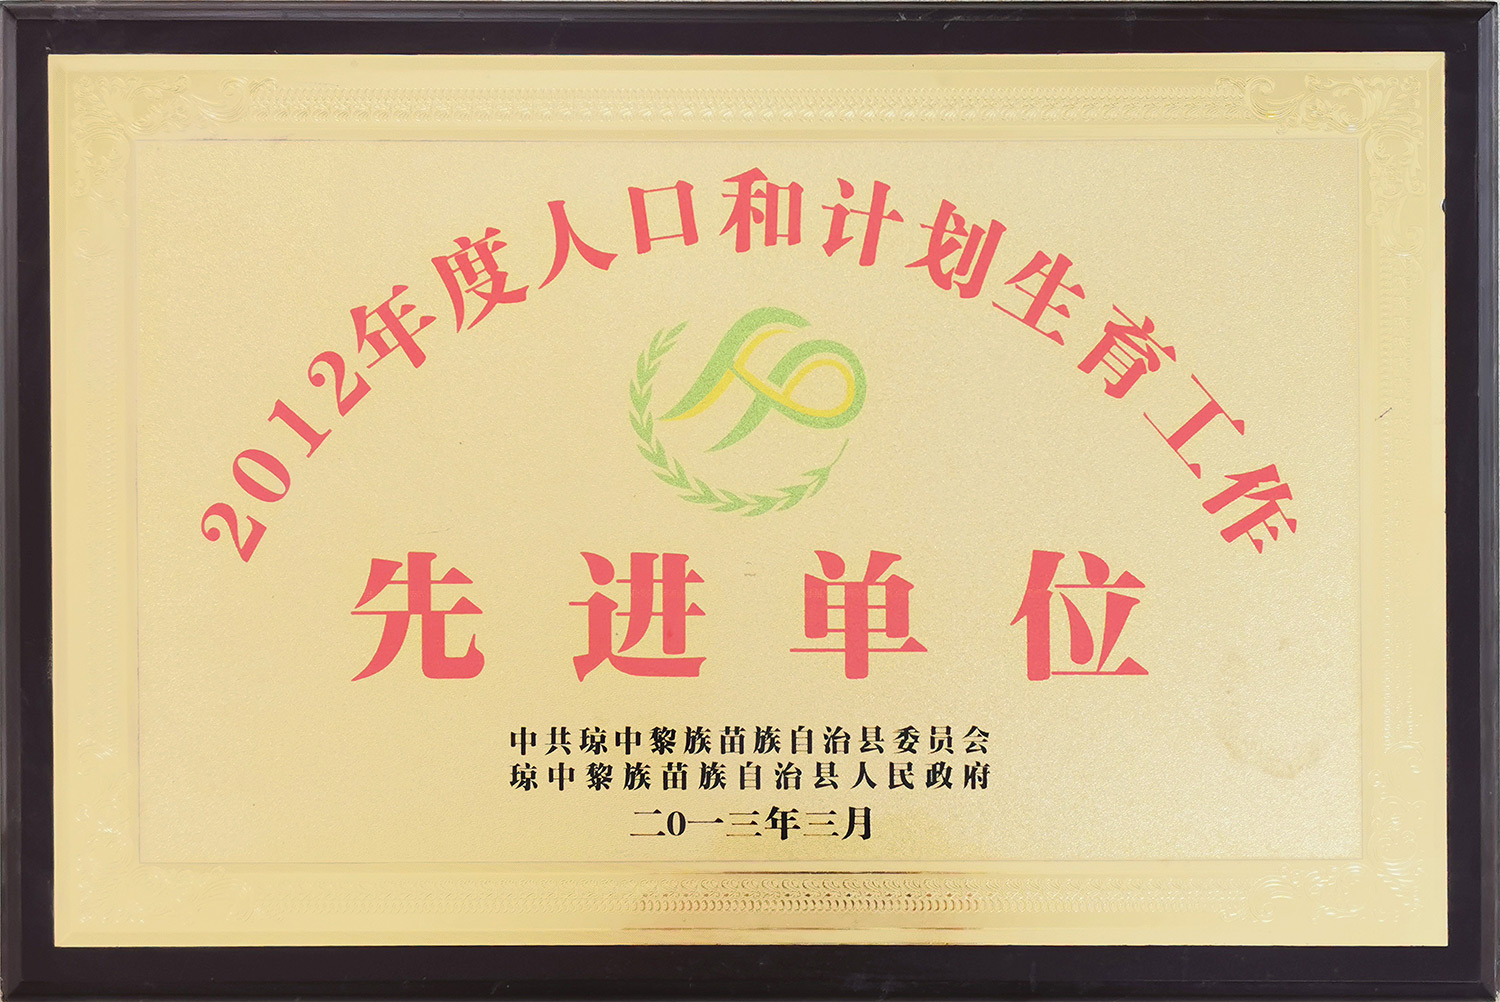 2012年度人口和计划生育工作
先进单位
中共琼中黎族苗族自治县委员会
琼中黎族苗族自治县人民政府
二0一三年三月